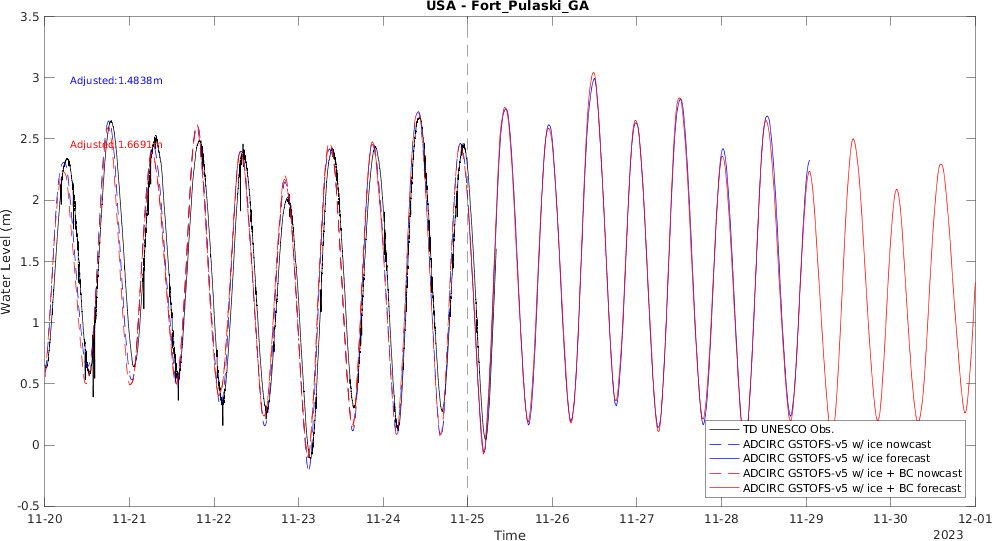 USA - Fort_Pulaski_GA
3.5
3
2.5
2
1.5
1
0.5
0
-0.5
Water Level (m)
Adjusted:1.4838m
Adjusted:1.6691m
TD UNESCO Obs.
ADCIRC GSTOFS-v5 w/ ice nowcast
ADCIRC GSTOFS-v5 w/ ice forecast
ADCIRC GSTOFS-v5 w/ ice + BC nowcast
ADCIRC GSTOFS-v5 w/ ice + BC forecast
11-20 11-21 11-22 11-23 11-24 11-25 11-26 11-27 11-28 11-29 11-30 12-01
Time
2023